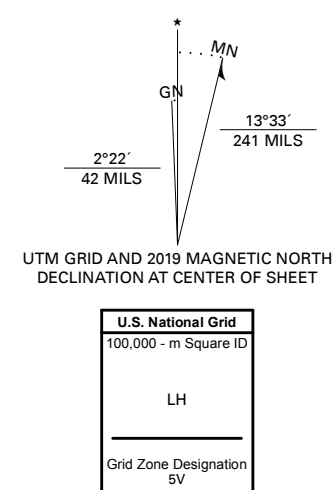 ★
MN
GN
13°33´
241 MILS
2°22´
42 MILS
UTM GRID AND 2019 MAGNETIC NORTH
DECLINATION AT CENTER OF SHEET
U.S. National Grid
100,000 - m Square ID
LH
Grid Zone Designation
5V